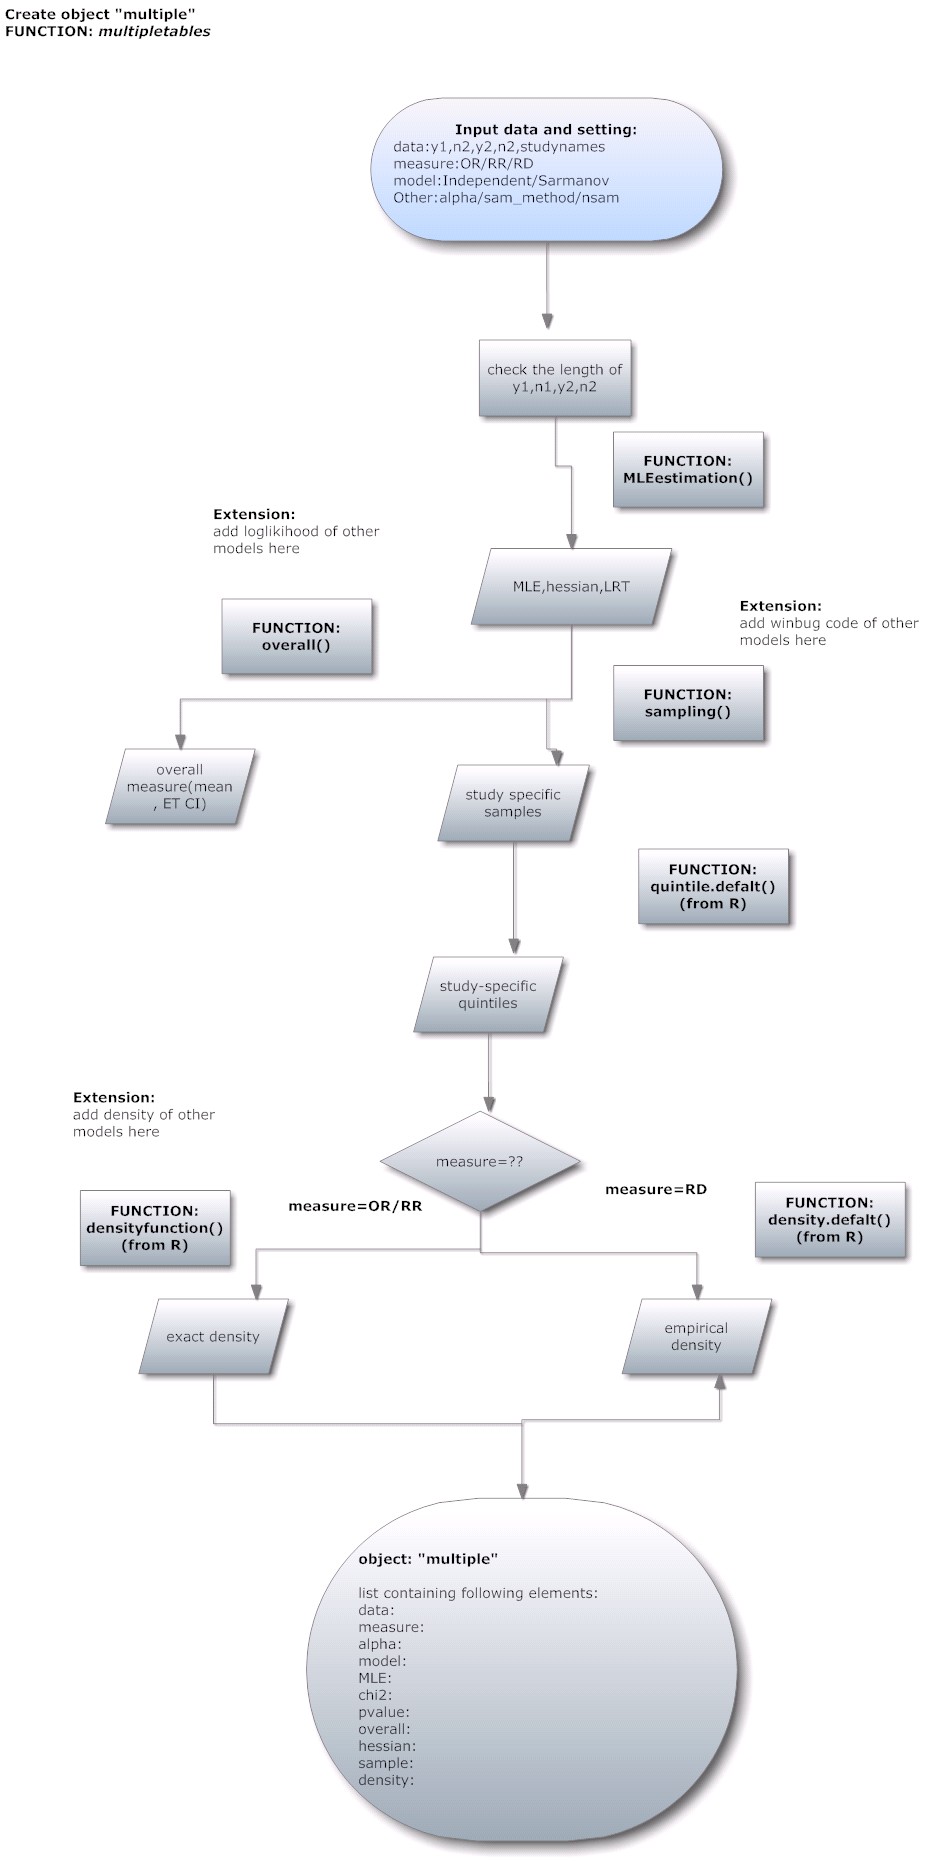 Create object "multiple"
FUNCTION: multipletables
Input data and setting:
data:y1,n2,y2,n2,studynames
measure:OR/RR/RD
model:Independent/Sarmanov
Other:alpha/sam_method/nsam
check the length of
y1,n1,y2,n2
FUNCTION:
MLEestimation()
Extension:
add loglikihood of other
models here
MLE,hessian,LRT
FUNCTION:
overall()
Extension:
add winbug code of other
models here
FUNCTION:
sampling()
overall
measure(mean
, ET CI)
study specific
samples
FUNCTION:
quintile.defalt()
(from R)
study-specific
quintiles
Extension:
add density of other
models here
measure=??
measure=OR/RR
measure=RD
FUNCTION:
densityfunction()
(from R)
FUNCTION:
density.defalt()
(from R)
exact density
empirical
density
object: "multiple"
list containing following elements:
data:
measure:
alpha:
model:
MLE:
chi2:
pvalue:
overall:
hessian:
sample:
density: